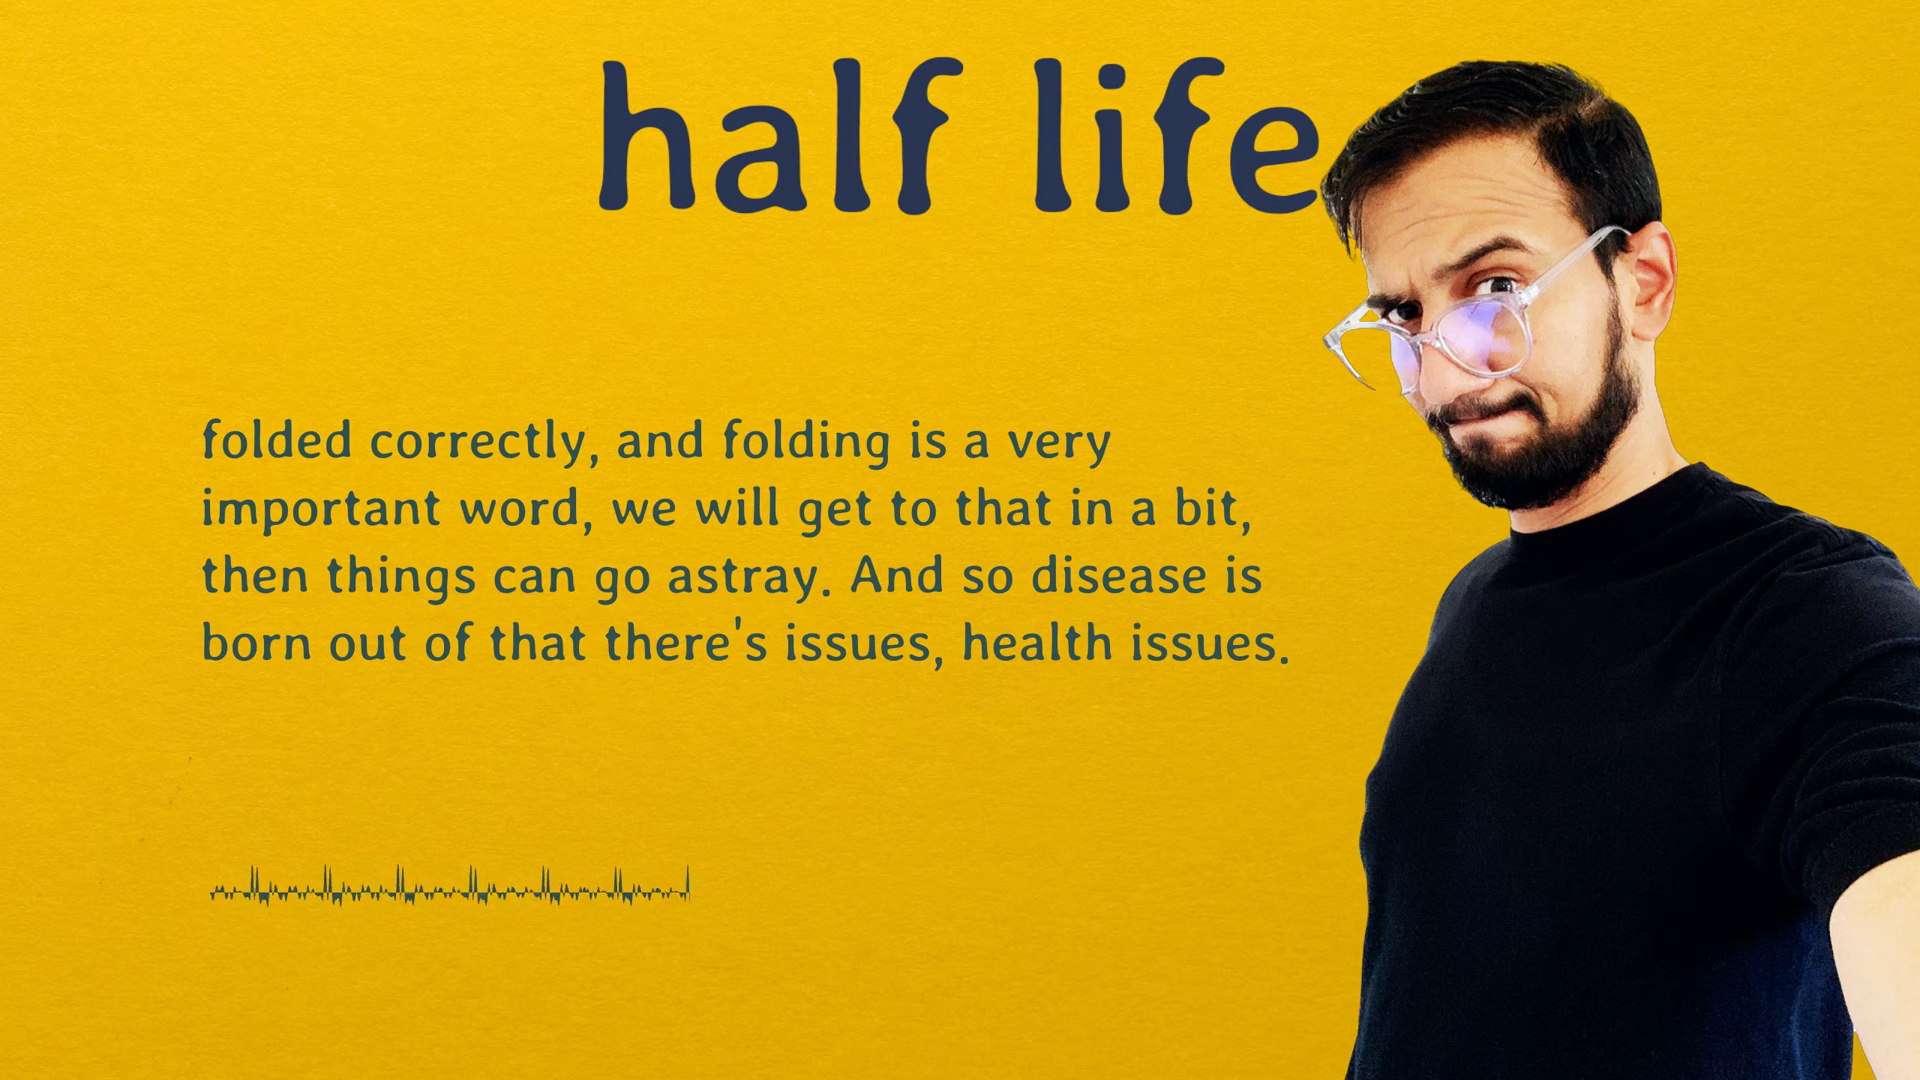 half life
folded correctly, and folding is a very
important word, we will get to that in a bit,
then things can go astray. And so disease is
born out of that there's issues, health issues.